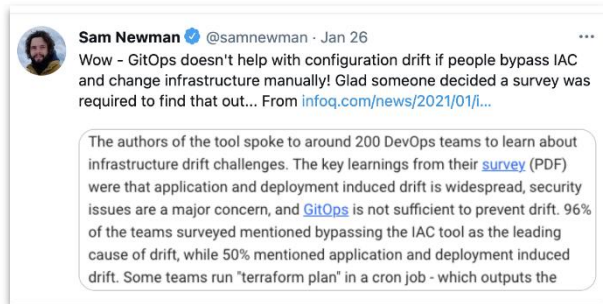 Sam Newman @samnewman · Jan 26
Wow - GitOps doesn't help with configuration drift if people bypass IAC
and change infrastructure manually! Glad someone decided a survey was
required to find that out... From infoq.com/news/2021/01/i...
The authors of the tool spoke to around 200 DevOps teams to learn about
infrastructure drift challenges. The key learnings from their survey (PDF)
were that application and deployment induced drift is widespread, security
issues are a major concern, and GitOps is not sufficient to prevent drift. 96%
of the teams surveyed mentioned bypassing the IAC tool as the leading
cause of drift, while 50% mentioned application and deployment induced
drift. Some teams run "terraform plan" in a cron job - which outputs the